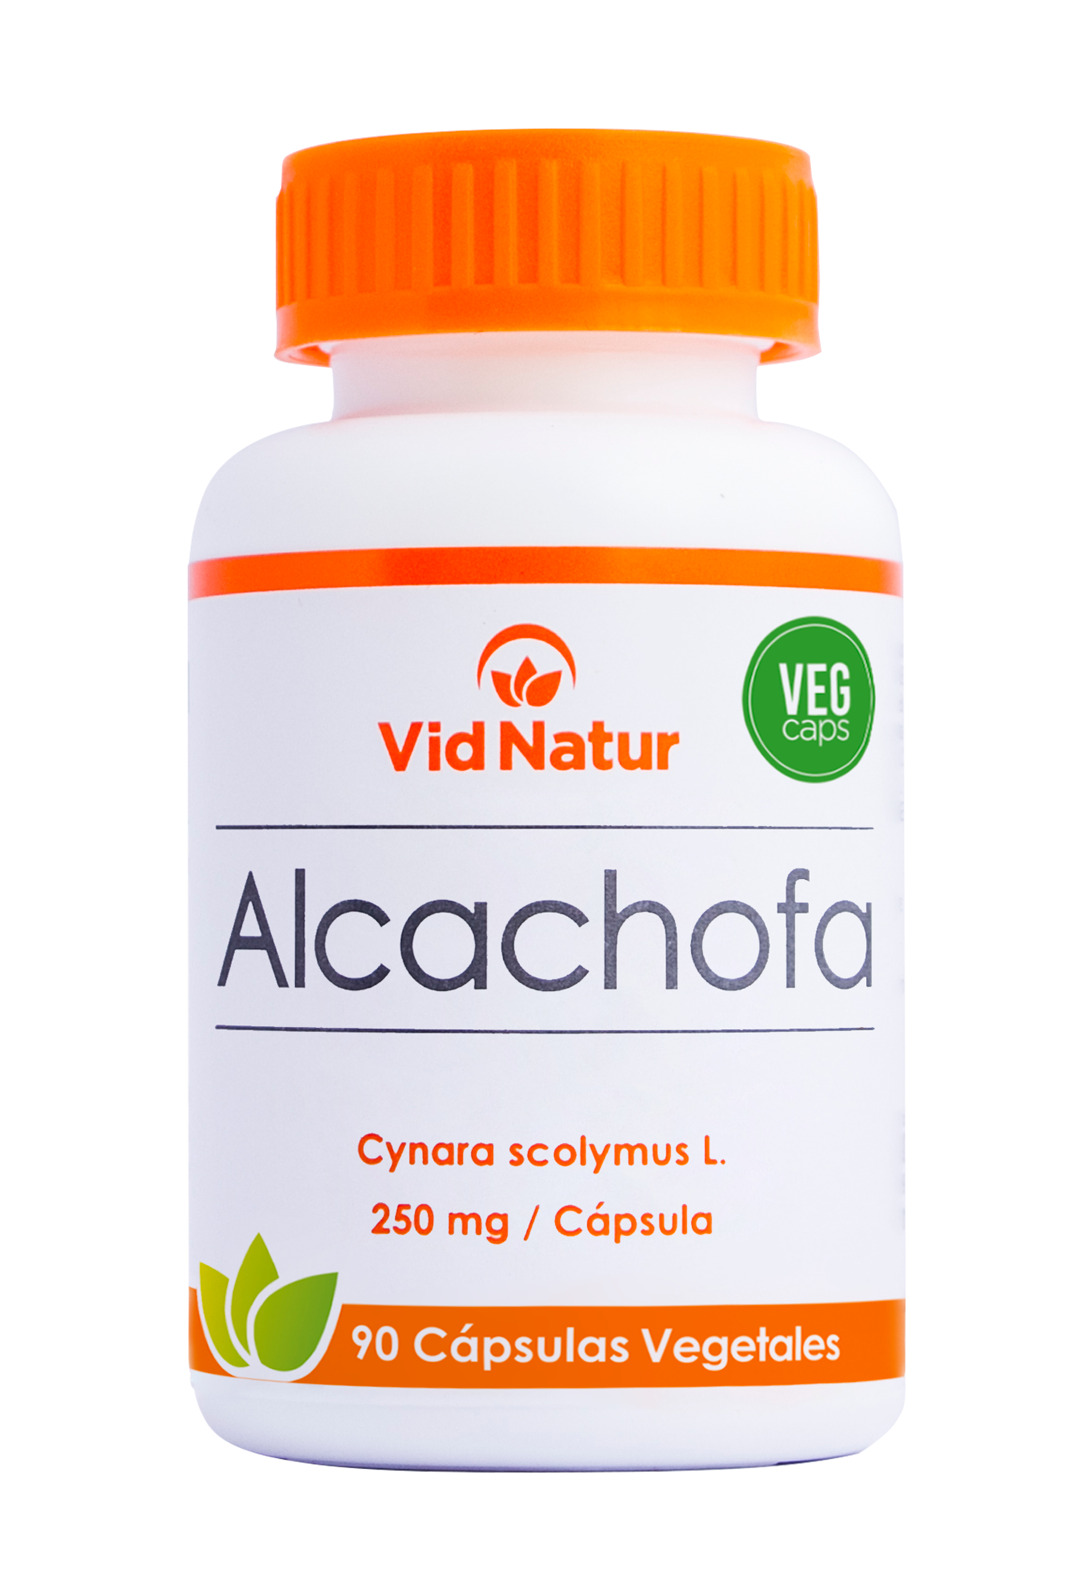 Vid Natur
VEG
caps
Alcachofa
Cynara scolymus L.
250 mg / Cápsula
90 Cápsulas Vegetales